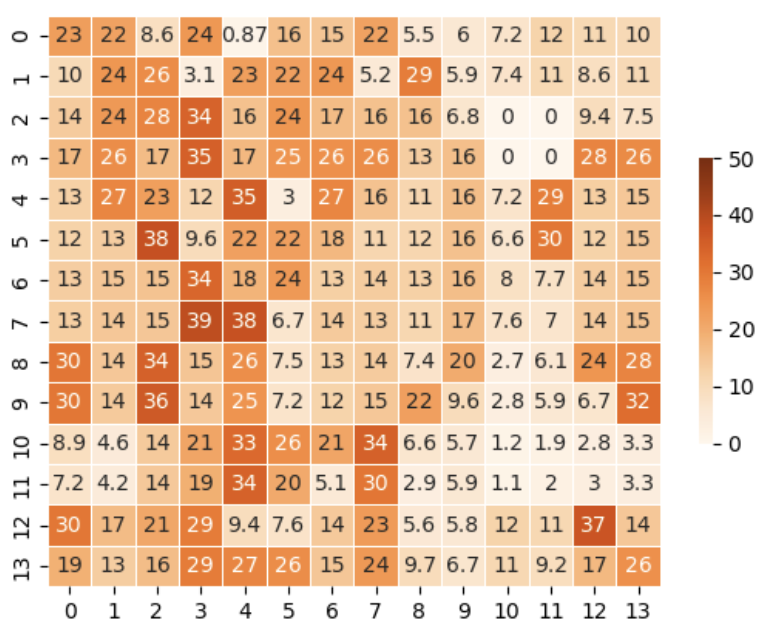 0 23 22 8.6 24 0.87 16 15 22 5.5 6 7.2 12 11 10
1 10 24 26 3.1 23 22 24 5.2 29 5.9 7.4 11 8.6 11
2 14 24 28 34 16 24 17 16 16 6.8 0 0 9.4 7.5
3 17 26 17 35 17 25 26 26 13 16 0 0 28 26
4 13 27 23 12 35 3 27 16 11 16 7.2 29 13 15
5 12 13 38 9.6 22 22 18 11 12 16 6.6 30 12 15
6 13 15 15 34 18 24 13 14 13 16 8 7.7 14 15
7 13 14 15 39 38 6.7 14 13 11 17 7.6 7 14 15
8 30 14 34 15 26 7.5 13 14 7.4 20 2.7 6.1 24 28
9 30 14 36 14 25 7.2 12 15 22 9.6 2.8 5.9 6.7 32
10 8.9 4.6 14 21 33 26 21 34 6.6 5.7 1.2 1.9 2.8 3.3
11 7.2 4.2 14 19 34 20 5.1 30 2.9 5.9 1.1 2 3 3.3
12 30 17 21 29 9.4 7.6 14 23 5.6 5.8 12 11 37 14
13 19 13 16 29 27 26 15 24 9.7 6.7 11 9.2 17 26
0 1 2 3 4 5 6 7 8 9 10 11 12 13
50
40
30
20
10
0